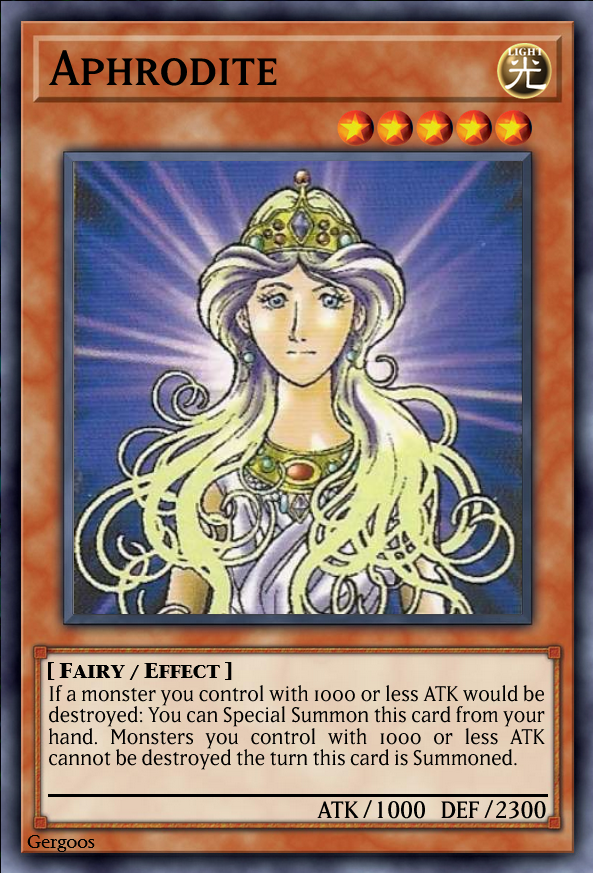 APHRODITE
LIGHT
光
[ FAIRY / EFFECT ]
If a monster you control with 1000 or less ATK would be
destroyed: You can Special Summon this card from your
hand. Monsters you control with 1000 or less ATK
cannot be destroyed the turn this card is Summoned.
ATK/1000 DEF/2300
Gergoos